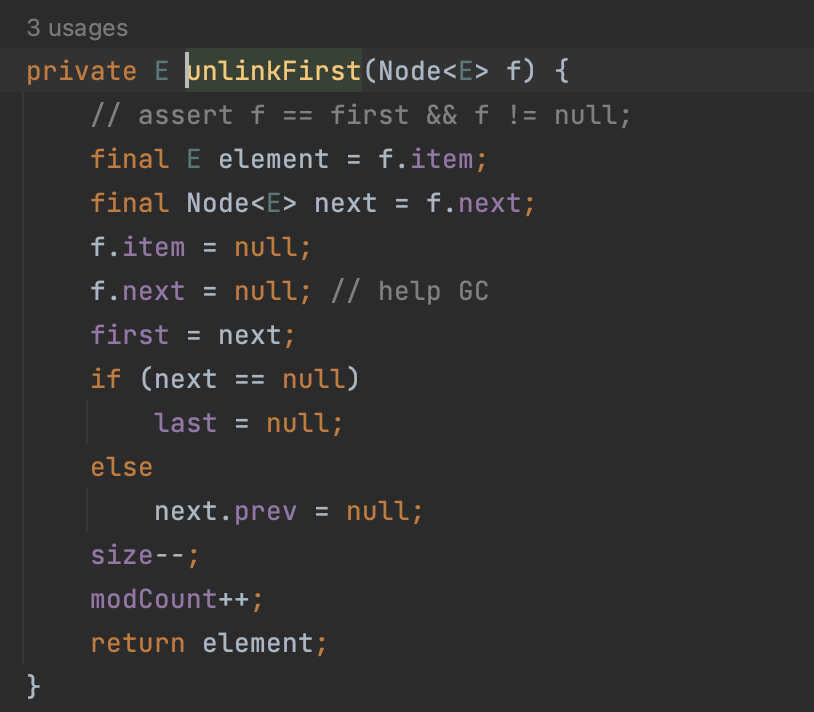 3 usages
private E unlinkFirst(Node<E> f) {
    // assert f == first && f != null;
    final E element = f.item;
    final Node<E> next = f.next;
    f.item = null;
    f.next = null; // help GC
    first = next;
    if (next == null)
        last = null;
    else
        next.prev = null;
    size--;
    modCount++;
    return element;
}